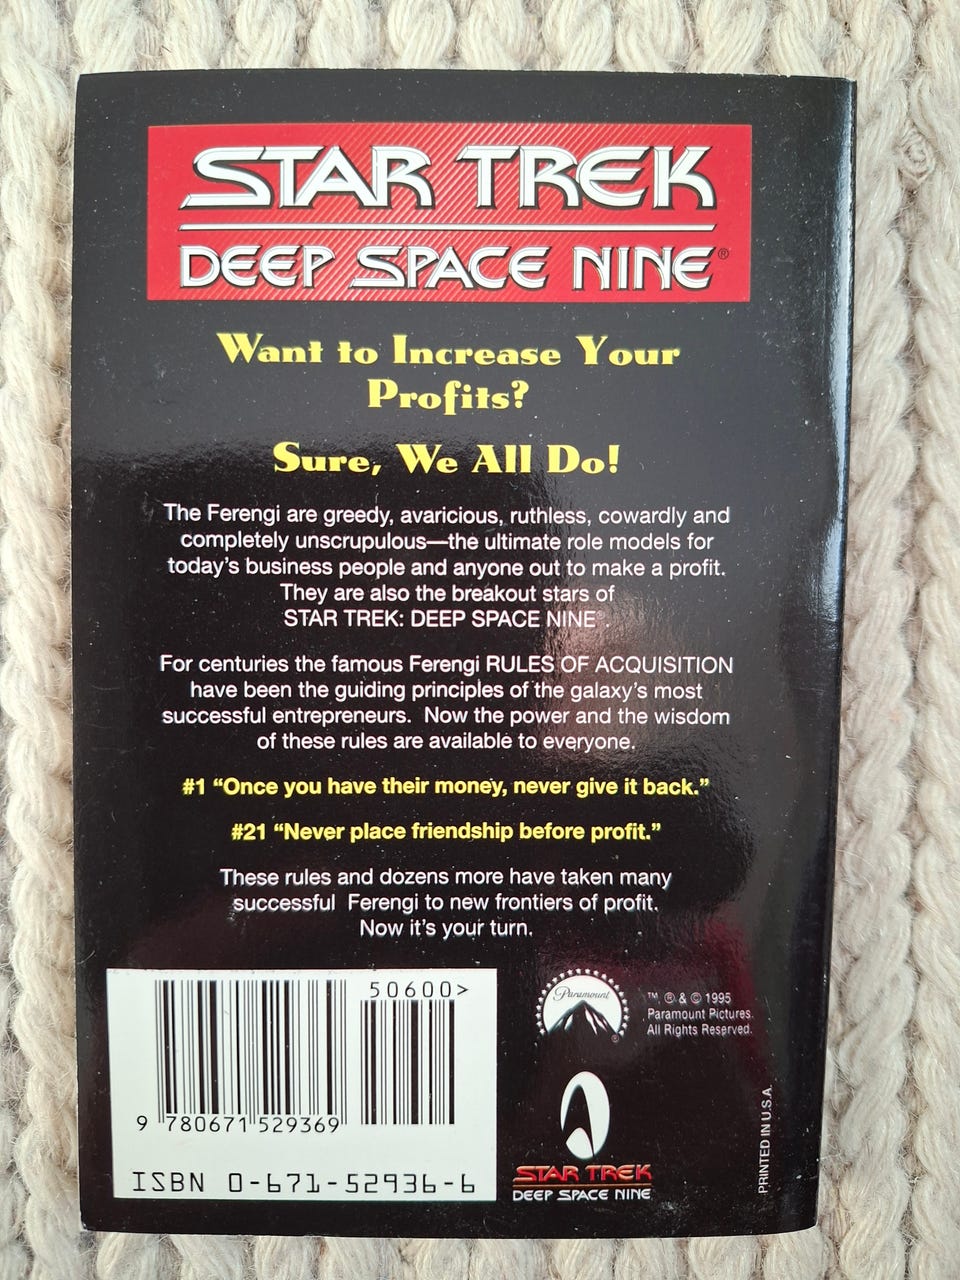 STAR TREK
DEEP SPACE NINE®
Want to Increase Your
Profits?
Sure, We All Do!
The Ferengi are greedy, avaricious, ruthless, cowardly and
completely unscrupulous—the ultimate role models for
today's business people and anyone out to make a profit.
They are also the breakout stars of
STAR TREK: DEEP SPACE NINE®.
For centuries the famous Ferengi RULES OF ACQUISITION
have been the guiding principles of the galaxy's most
successful entrepreneurs. Now the power and the wisdom
of these rules are available to everyone.
#1 “Once you have their money, never give it back.”
#21 “Never place friendship before profit.”
These rules and dozens more have taken many
successful Ferengi to new frontiers of profit.
Now it's your turn.
50600>
9 780671 529369
ISBN 0-671-52936-6
Paramount
®
TM, ® & © 1995
Paramount Pictures.
All Rights Reserved.
STAR TREK
DEEP SPACE NINE
PRINTED IN U.S.A.